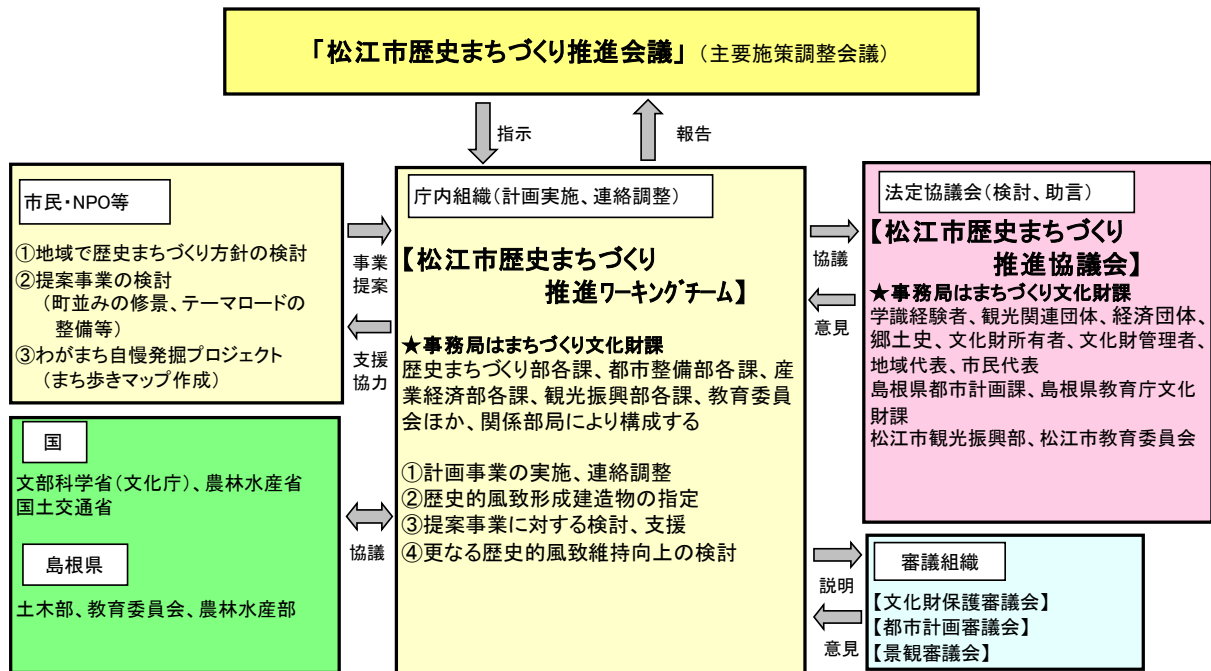 「松江市歴史まちづくり推進会議」（主要施策調整会議）
指示
報告
市民・NPO等
①地域で歴史まちづくり方針の検討
②提案事業の検討
（町並みの修景、テーマロードの
整備等）
③わがまち自慢発掘プロジェクト
（まち歩きマップ作成）
事業
提案
支援
協力
国
文部科学省（文化庁）、農林水産省
国土交通省
島根県
土木部、教育委員会、農林水産部
協議
庁内組織（計画実施、連絡調整）
【松江市歴史まちづくり
推進ワーキングチーム】
★事務局はまちづくり文化財課
歴史まちづくり部各課、都市整備部各課、産
業経済部各課、観光振興部各課、教育委員
会ほか、関係部局により構成する
①計画事業の実施、連絡調整
②歴史的風致形成建造物の指定
③提案事業に対する検討、支援
④更なる歴史的風致維持向上の検討
協議
意見
法定協議会（検討、助言）
【松江市歴史まちづくり
推進協議会】
★事務局はまちづくり文化財課
学識経験者、観光関連団体、経済団体、
郷土史、文化財所有者、文化財管理者、
地域代表、市民代表
島根県都市計画課、島根県教育庁文化
財課
松江市観光振興部、松江市教育委員会
説明
意見
審議組織
【文化財保護審議会】
【都市計画審議会】
【景観審議会】